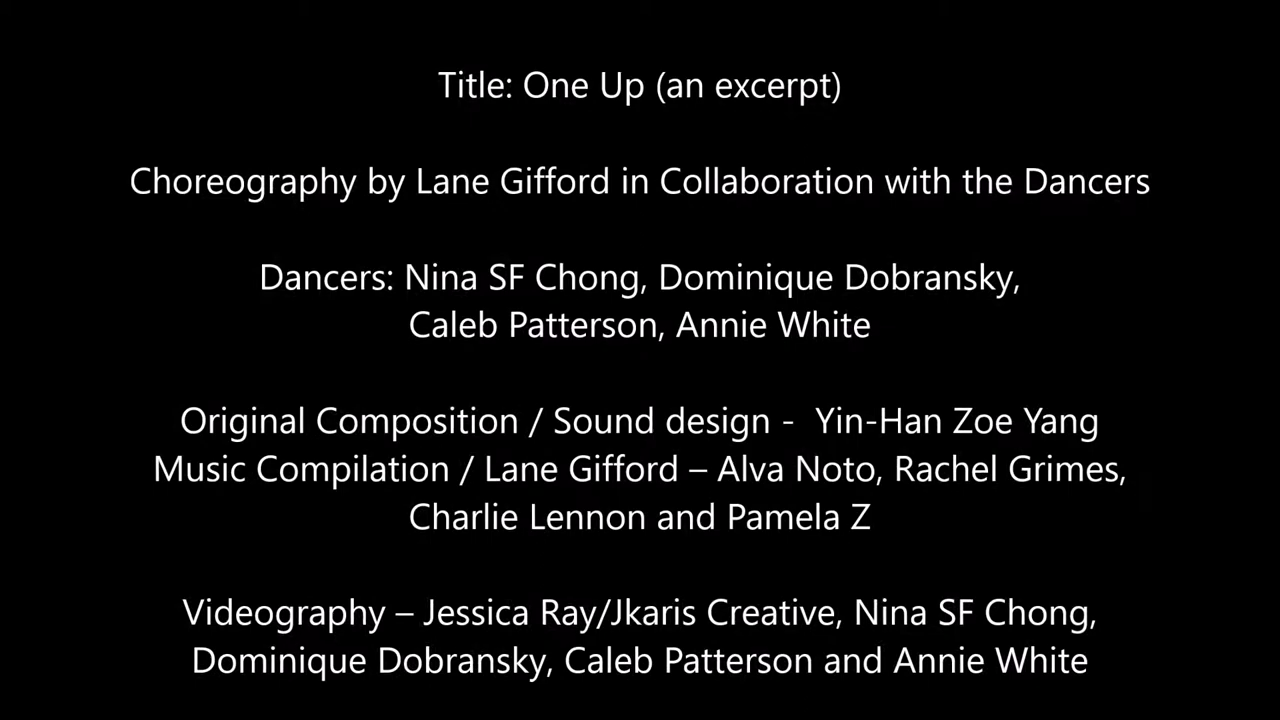 Title: One Up (an excerpt)
Choreography by Lane Gifford in Collaboration with the Dancers
Dancers: Nina SF Chong, Dominique Dobransky,
Caleb Patterson, Annie White
Original Composition / Sound design -  Yin-Han Zoe Yang
Music Compilation / Lane Gifford – Alva Noto, Rachel Grimes,
Charlie Lennon and Pamela Z
Videography – Jessica Ray/Jkaris Creative, Nina SF Chong,
Dominique Dobransky, Caleb Patterson and Annie White